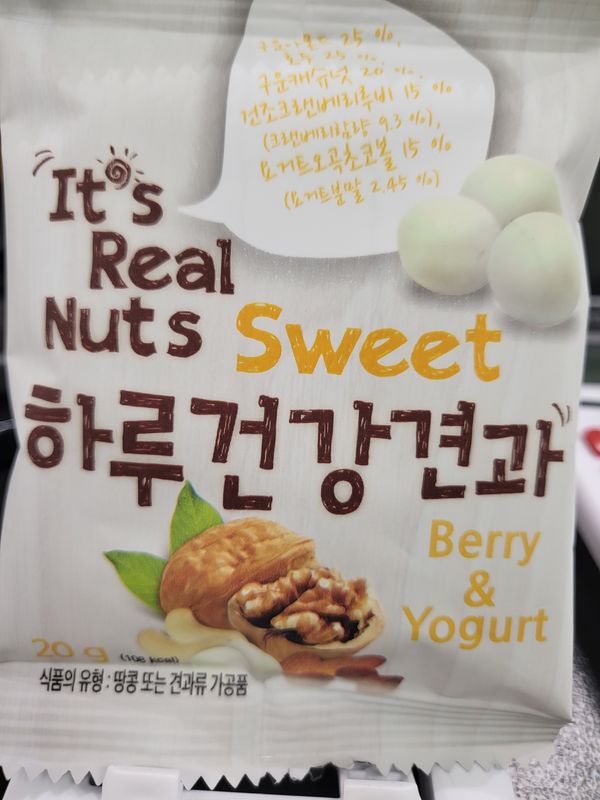 구운아몬드 25 %,
호두 25 %,
구운캐슈넛 20 %,
건조크랜베리루비 15 %
(크랜베리함량 9.3 %),
요거트오곡초코볼 15 %
(요거트분말 2.45 %)
It's
Real
Nuts Sweet
하루건강견과
Berry
&
Yogurt
20 g (108 kcal)
식품의 유형 : 땅콩 또는 견과류 가공품